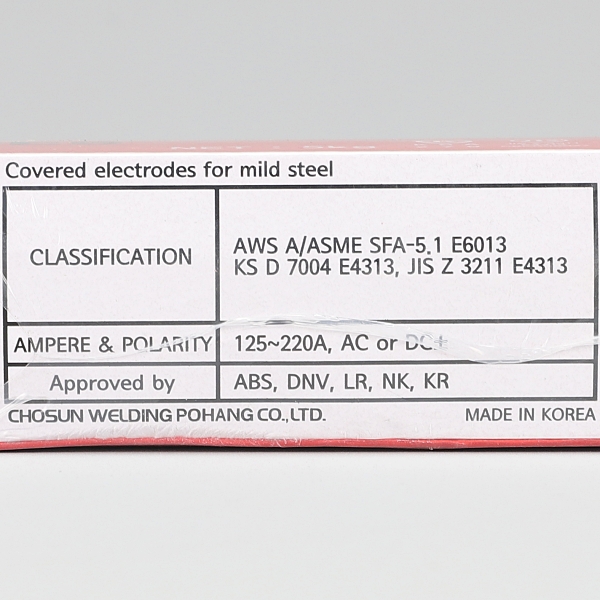 Covered electrodes for mild steel
CLASSIFICATION
AWS A/ASME SFA-5.1 E6013
KS D 7004 E4313, JIS Z 3211 E4313
AMPERE & POLARITY
125~220A, AC or DC±
Approved by
ABS, DNV, LR, NK, KR
CHOSUN WELDING POHANG CO.,LTD.
MADE IN KOREA